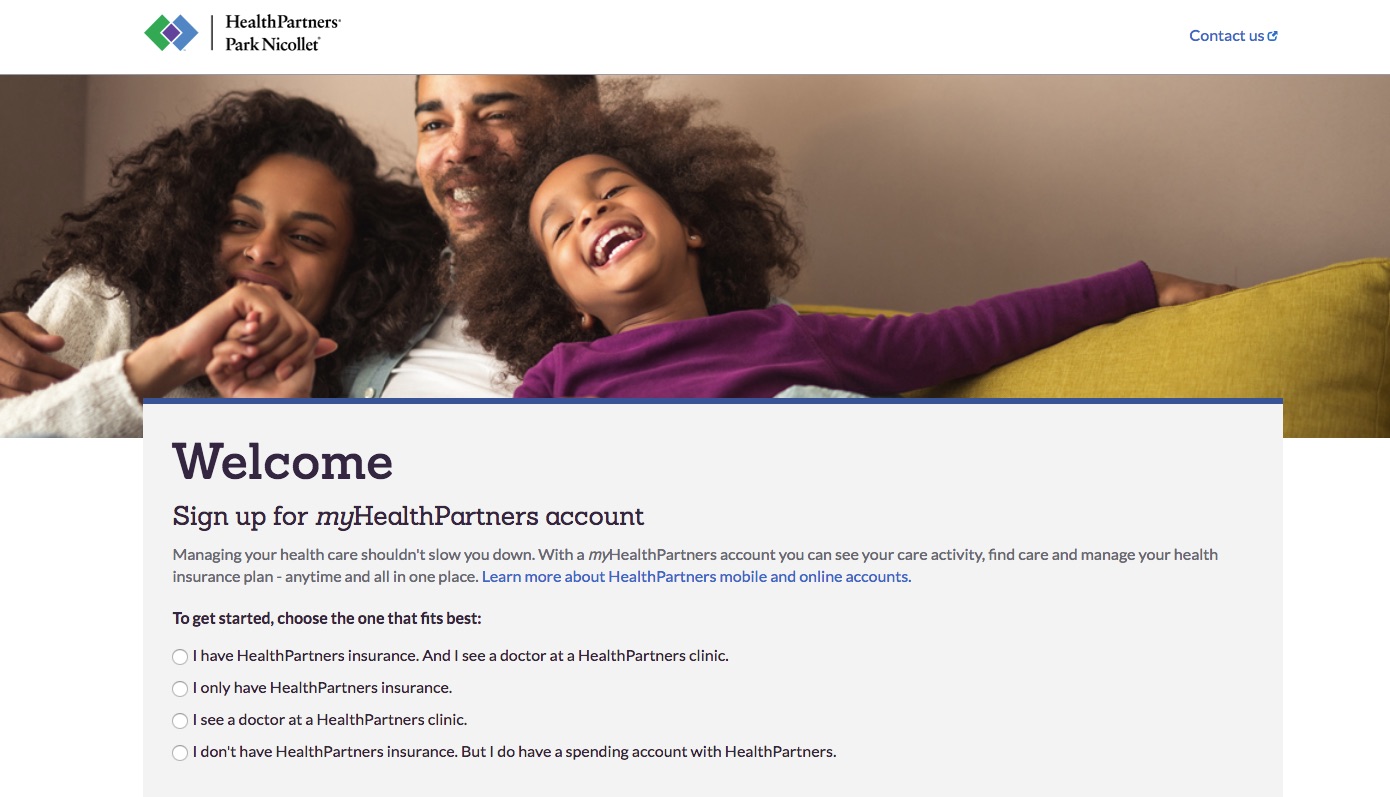 HealthPartners®
Park Nicollet®
Contact us
Welcome
Sign up for myHealthPartners account
Managing your health care shouldn't slow you down. With a myHealthPartners account you can see your care activity, find care and manage your health
insurance plan - anytime and all in one place. Learn more about HealthPartners mobile and online accounts.
To get started, choose the one that fits best:
I have HealthPartners insurance. And I see a doctor at a HealthPartners clinic.
I only have HealthPartners insurance.
I see a doctor at a HealthPartners clinic.
I don't have HealthPartners insurance. But I do have a spending account with HealthPartners.